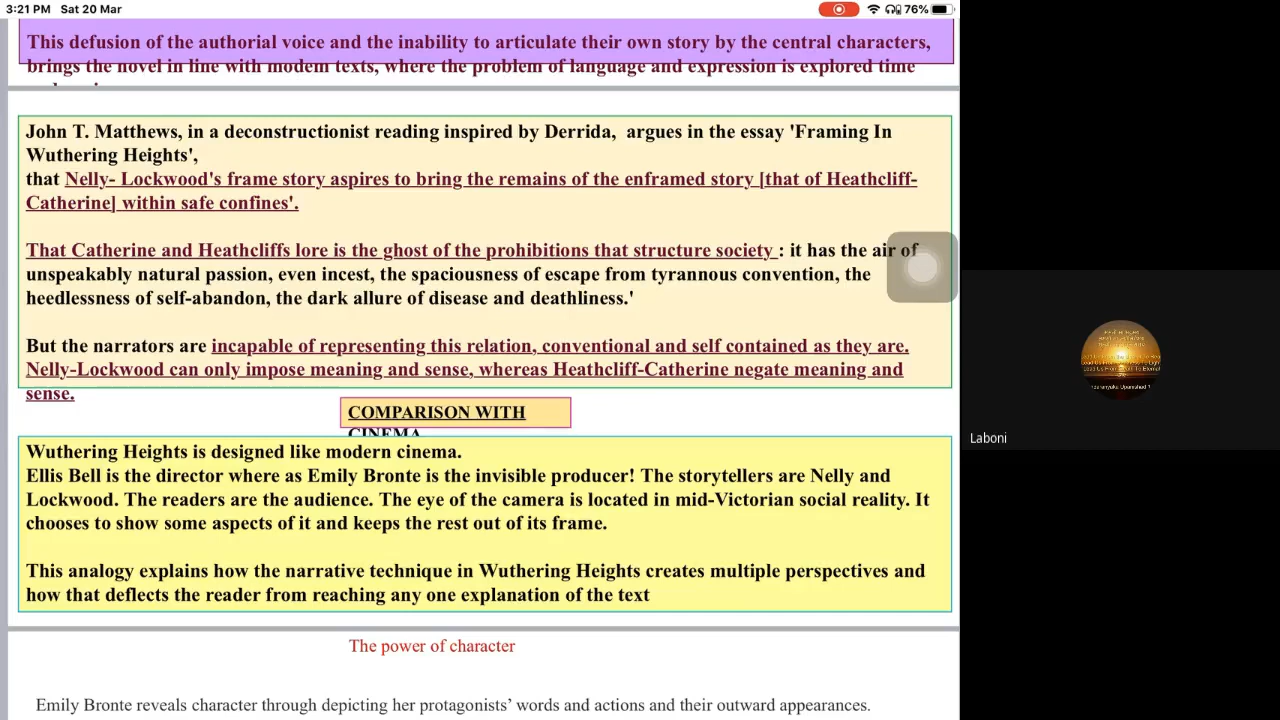 3:21 PM Sat 20 Mar
76%
This defusion of the authorial voice and the inability to articulate their own story by the central characters,
brings the novel in line with modem texts, where the problem of language and expression is explored time
John T. Matthews, in a deconstructionist reading inspired by Derrida, argues in the essay 'Framing In
Wuthering Heights',
that Nelly- Lockwood's frame story aspires to bring the remains of the enframed story [that of Heathcliff-
Catherine] within safe confines'.
That Catherine and Heathcliffs lore is the ghost of the prohibitions that structure society : it has the air of
unspeakably natural passion, even incest, the spaciousness of escape from tyrannous convention, the
heedlessness of self-abandon, the dark allure of disease and deathliness.'
But the narrators are incapable of representing this relation, conventional and self contained as they are.
Nelly-Lockwood can only impose meaning and sense, whereas Heathcliff-Catherine negate meaning and
sense.
COMPARISON WITH
CINEMA
Wuthering Heights is designed like modern cinema.
Ellis Bell is the director where as Emily Bronte is the invisible producer! The storytellers are Nelly and
Lockwood. The readers are the audience. The eye of the camera is located in mid-Victorian social reality. It
chooses to show some aspects of it and keeps the rest out of its frame.
This analogy explains how the narrative technique in Wuthering Heights creates multiple perspectives and
how that deflects the reader from reaching any one explanation of the text
The power of character
Emily Bronte reveals character through depicting her protagonists’ words and actions and their outward appearances.
Laboni